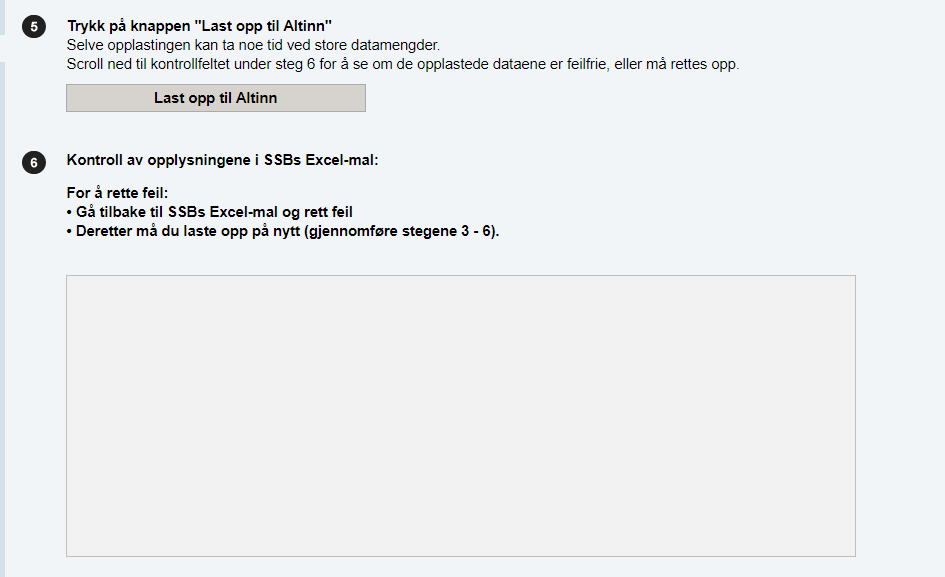 5 Trykk på knappen "Last opp til Altinn"
Selve opplastingen kan ta noe tid ved store datamengder.
Scroll ned til kontrollfeltet under steg 6 for å se om de opplastede dataene er feilfrie, eller må rettes opp.
Last opp til Altinn
6 Kontroll av opplysningene i SSBs Excel-mal:
For å rette feil:
• Gå tilbake til SSBs Excel-mal og rett feil
• Deretter må du laste opp på nytt (gjennomføre stegene 3 - 6).